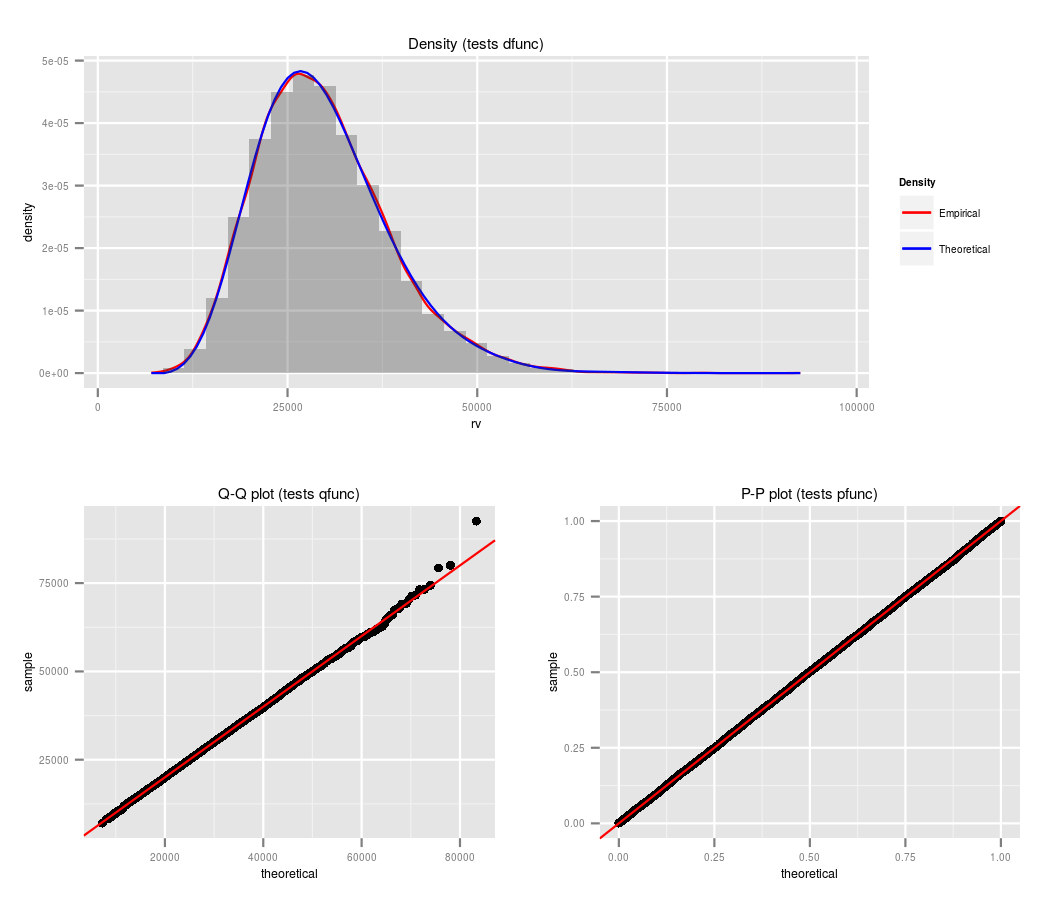 Density (tests dfunc)
5e-05
4e-05
3e-05
2e-05
1e-05
0e+00
density
0
25000
50000
75000
100000
rv
Density
Empirical
Theoretical
Q-Q plot (tests qfunc)
75000
50000
25000
sample
20000
40000
60000
80000
theoretical
P-P plot (tests pfunc)
1.00
0.75
0.50
0.25
0.00
sample
0.00
0.25
0.50
0.75
1.00
theoretical